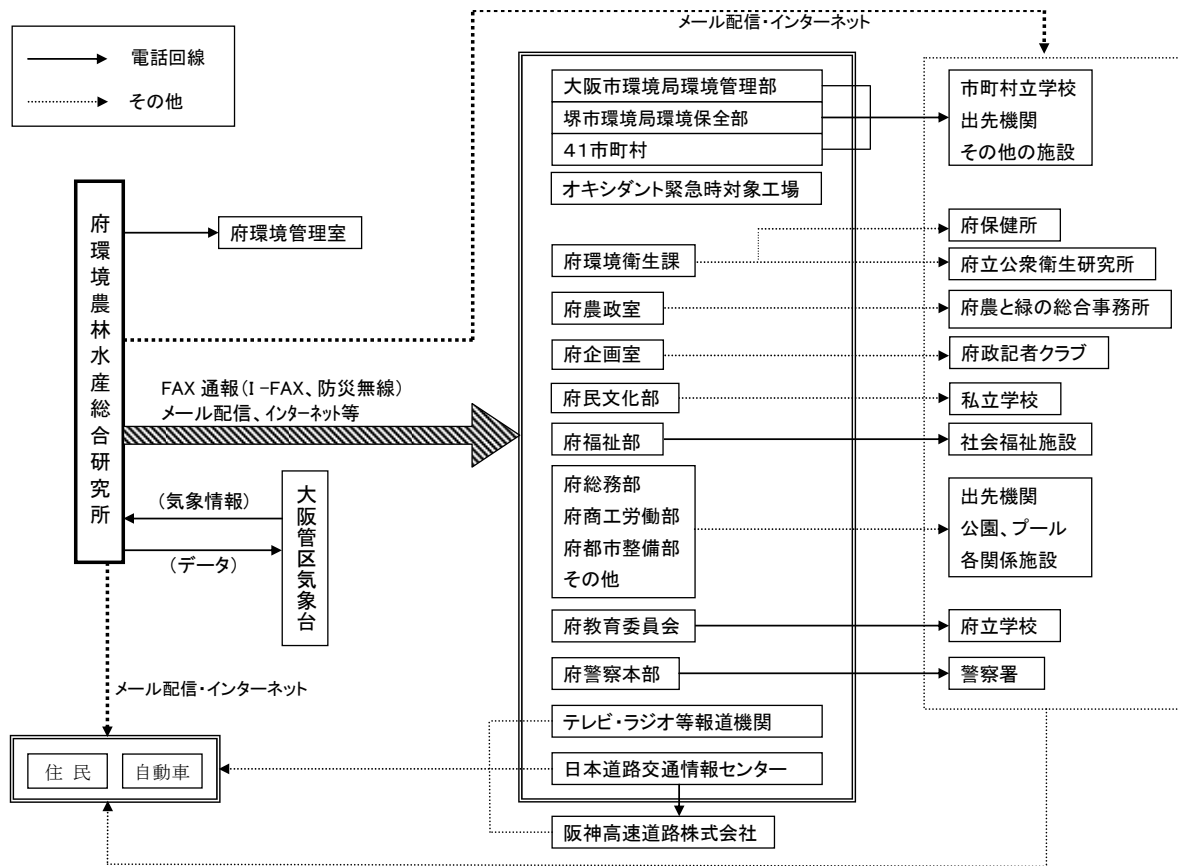 メール配信・インターネット
電話回線
その他
大阪市環境局環境管理部
堺市環境局環境保全部
41市町村
オキシダント緊急時対象工場
市町村立学校
出先機関
その他の施設
府環境農林水産総合研究所
府環境管理室
府環境衛生課
府保健所
府立公衆衛生研究所
府農政室
府農と緑の総合事務所
府企画室
府政記者クラブ
FAX 通報(I-FAX、防災無線)
メール配信、インターネット等
府民文化部
私立学校
府福祉部
社会福祉施設
(気象情報)
(データ)
大阪管区気象台
府総務部
府商工労働部
府都市整備部
その他
出先機関
公園、プール
各関係施設
府教育委員会
府立学校
府警察本部
警察署
メール配信・インターネット
テレビ・ラジオ等報道機関
住 民
自動車
日本道路交通情報センター
阪神高速道路株式会社